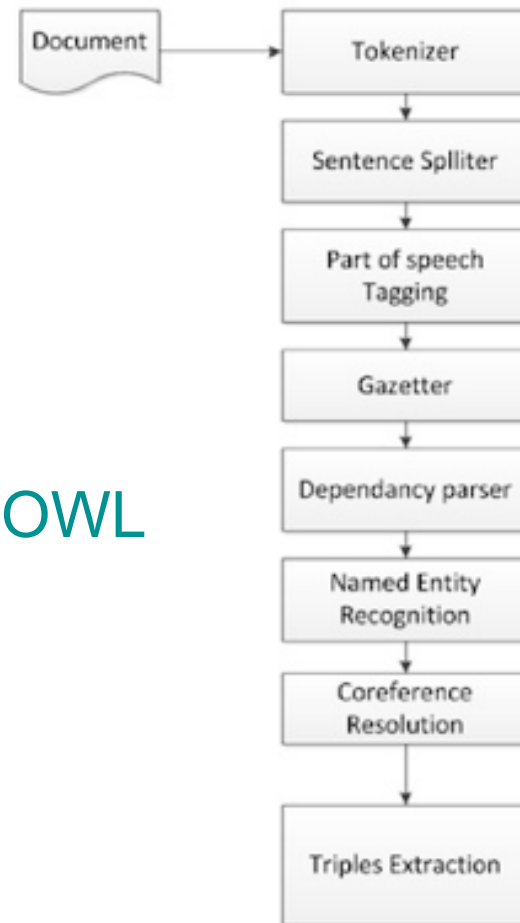 Document
Tokenizer
Sentence Splliter
Part of speech
Tagging
Gazetter
OWL
Dependancy parser
Named Entity
Recognition
Coreference
Resolution
Triples Extraction